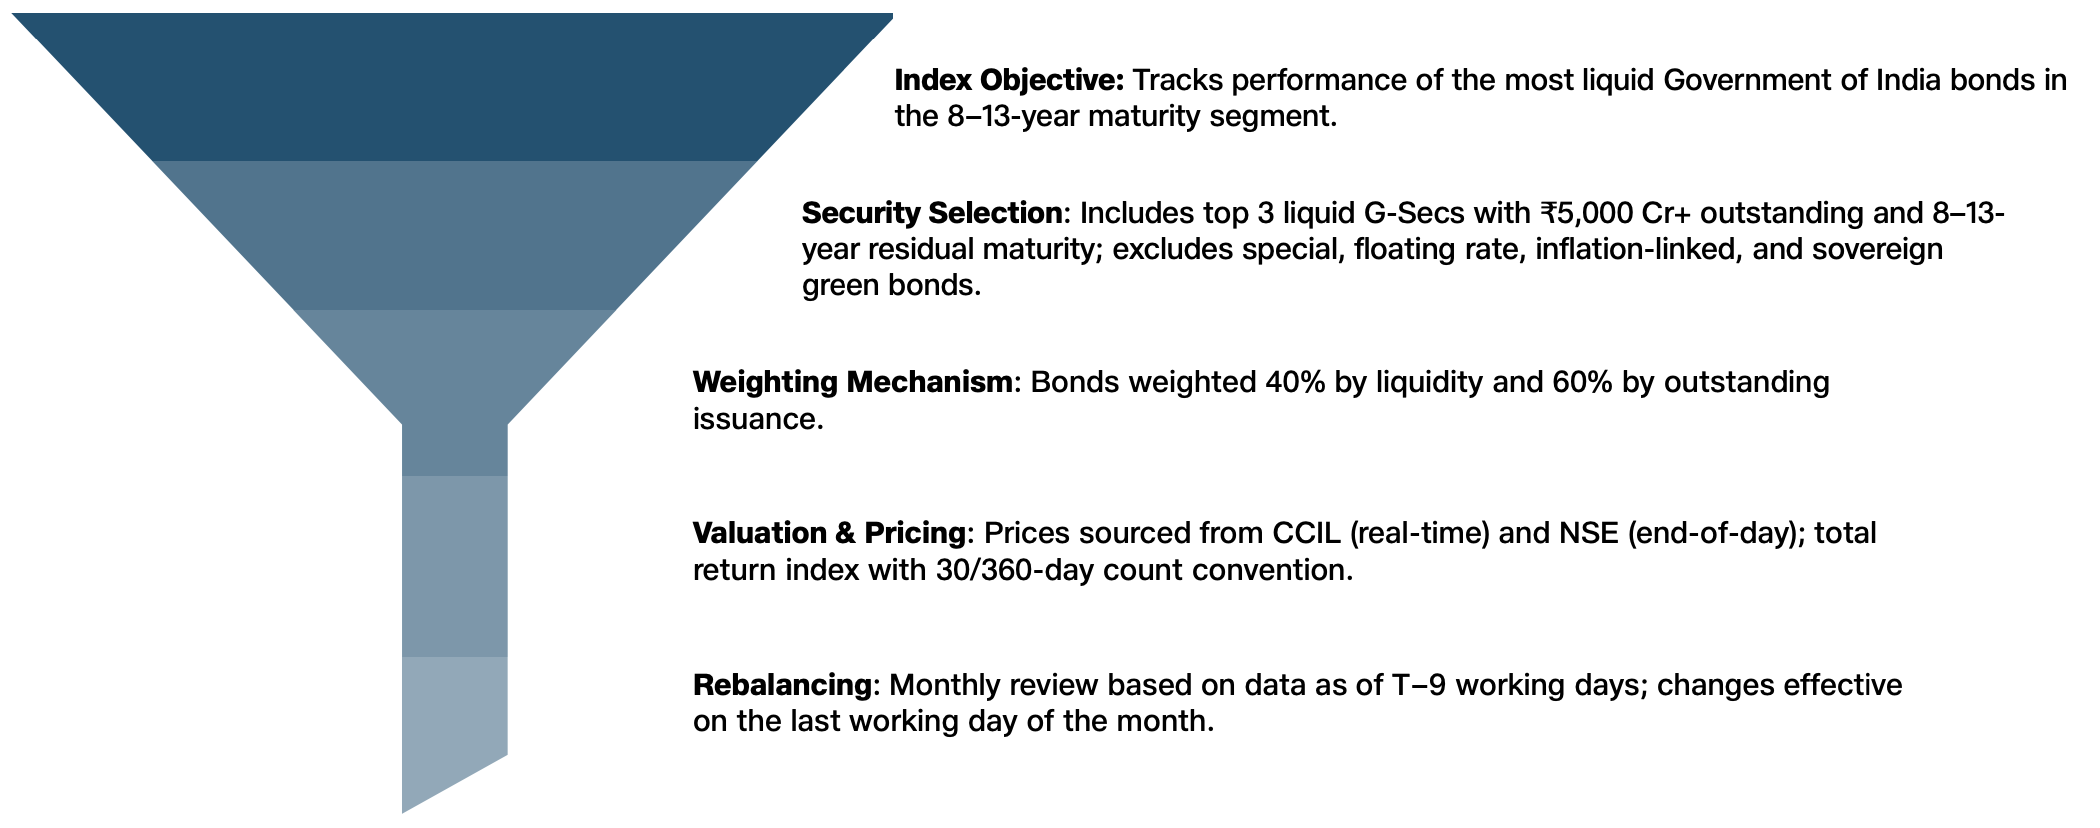 Index Objective: Tracks performance of the most liquid Government of India bonds in
the 8–13-year maturity segment.
Security Selection: Includes top 3 liquid G-Secs with ₹5,000 Cr+ outstanding and 8–13-
year residual maturity; excludes special, floating rate, inflation-linked, and sovereign
green bonds.
Weighting Mechanism: Bonds weighted 40% by liquidity and 60% by outstanding
issuance.
Valuation & Pricing: Prices sourced from CCIL (real-time) and NSE (end-of-day); total
return index with 30/360-day count convention.
Rebalancing: Monthly review based on data as of T–9 working days; changes effective
on the last working day of the month.